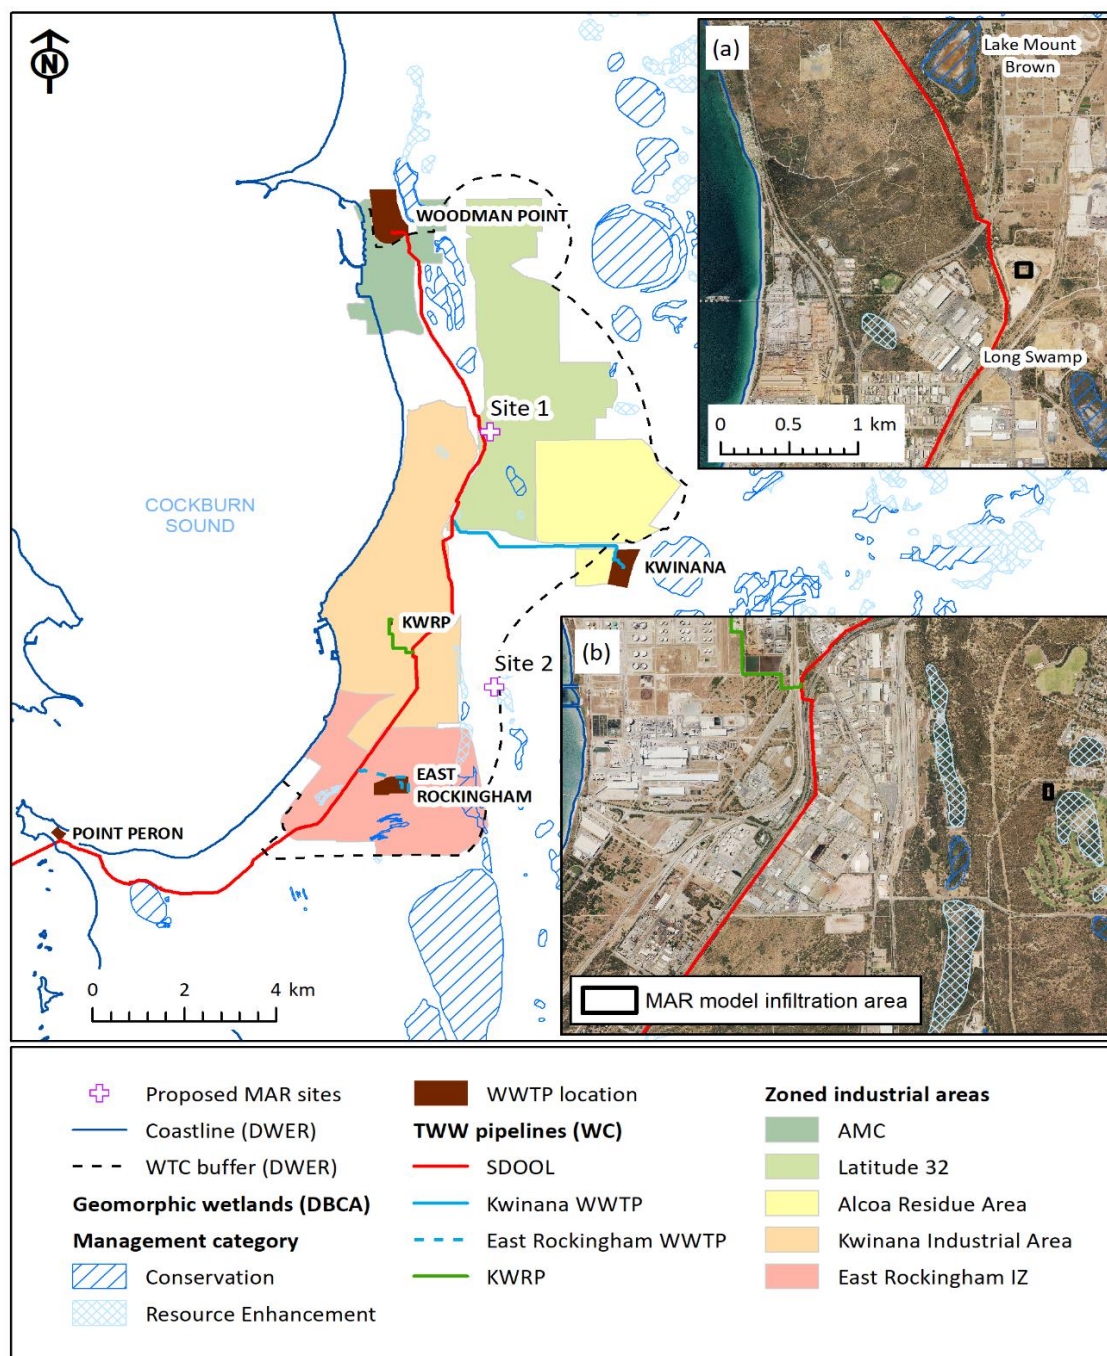 N
(a)
Lake Mount
Brown
WOODMAN POINT
Long Swamp
0 0.5 1 km
Site 1
COCKBURN
SOUND
KWINANA
KWRP
Site 2
(b)
EAST
ROCKINGHAM
POINT PERON
0 2 4 km
MAR model infiltration area
Proposed MAR sites
Coastline (DWER)
WTC buffer (DWER)
Geomorphic wetlands (DBCA)
Management category
Conservation
Resource Enhancement
WWTP location
TWW pipelines (WC)
SDOOL
Kwinana WWTP
East Rockingham WWTP
KWRP
Zoned industrial areas
AMC
Latitude 32
Alcoa Residue Area
Kwinana Industrial Area
East Rockingham IZ